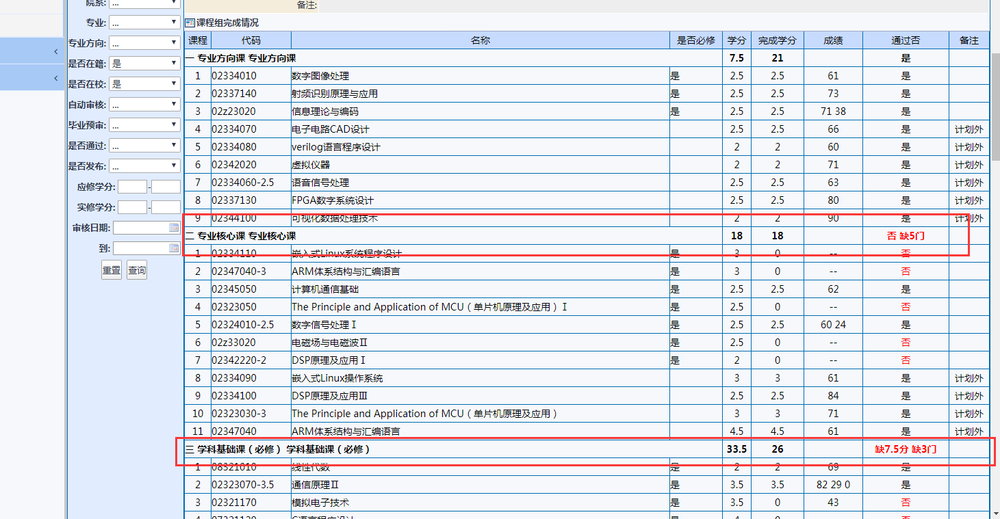 院系: ...
备注:
课程组完成情况
专业: ...
专业方向: ...
是否在籍: 是
是否在校: 是
自动审核: ...
毕业预审: ...
是否通过: ...
是否发布: ...
应修学分: -
实修学分: -
审核日期:
到:
重置 查询
课程 代码 名称 是否必修 学分 完成学分 成绩 通过否 备注
一 专业方向课 专业方向课 7.5 21 是
1 02334010 数字图像处理 是 2.5 2.5 61 是
2 02337140 射频识别原理与应用 是 2.5 2.5 73 是
3 02z23020 信息理论与编码 是 2.5 2.5 71 38 是
4 02334070 电子电路CAD设计 2.5 2.5 66 是 计划外
5 02334080 verilog语言程序设计 2 2 60 是 计划外
6 02342020 虚拟仪器 2 2 71 是 计划外
7 02334060-2.5 语音信号处理 2.5 2.5 63 是 计划外
8 02337130 FPGA数字系统设计 2.5 2.5 80 是 计划外
9 02344100 可视化数据处理技术 2 2 90 是 计划外
二 专业核心课 专业核心课 18 18 否 缺5门
1 02334110 嵌入式Linux系统程序设计 是 3 0 -- 否
2 02347040-3 ARM体系结构与汇编语言 是 3 0 -- 否
3 02345050 计算机通信基础 是 2.5 2.5 62 是
4 02323050 The Principle and Application of MCU（单片机原理及应用）Ⅰ 是 2.5 0 -- 否
5 02324010-2.5 数字信号处理Ⅰ 是 2.5 2.5 60 24 是
6 02z33020 电磁场与电磁波Ⅱ 是 2.5 0 -- 否
7 02342220-2 DSP原理及应用Ⅰ 是 2 0 -- 否
8 02334090 嵌入式Linux操作系统 3 3 61 是 计划外
9 02334100 DSP原理及应用Ⅲ 2.5 2.5 84 是 计划外
10 02323030-3 The Principle and Application of MCU（单片机原理及应用） 3 3 71 是 计划外
11 02347040 ARM体系结构与汇编语言 4.5 4.5 61 是 计划外
三 学科基础课（必修） 学科基础课（必修） 33.5 26 缺7.5分 缺3门
1 08321010 线性代数 是 2 2 69 是
2 02323070-3.5 通信原理Ⅱ 是 3.5 3.5 82 29 0 是
3 02321170 模拟电子技术 是 3.5 0 43 否